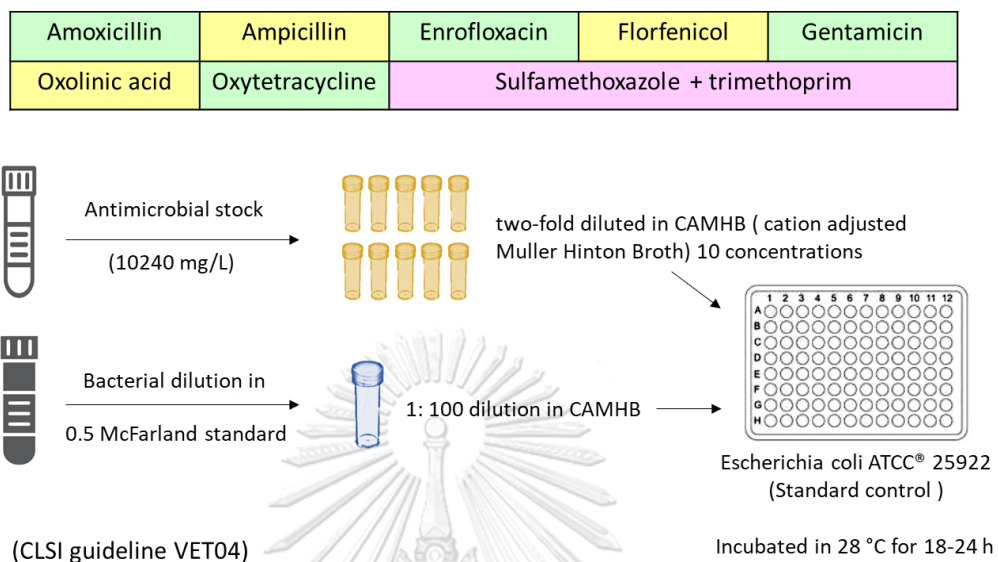 Amoxicillin Ampicillin Enrofloxacin Florfenicol Gentamicin
Oxolinic acid Oxytetracycline Sulfamethoxazole + trimethoprim
Antimicrobial stock
(10240 mg/L)
two-fold diluted in CAMHB ( cation adjusted
Muller Hinton Broth) 10 concentrations
1 2 3 4 5 6 7 8 9 10 11 12
A
B
C
D
E
F
G
H
Bacterial dilution in
0.5 McFarland standard
1: 100 dilution in CAMHB
Escherichia coli ATCC® 25922
(Standard control )
(CLSI guideline VET04)
Incubated in 28 °C for 18-24 h